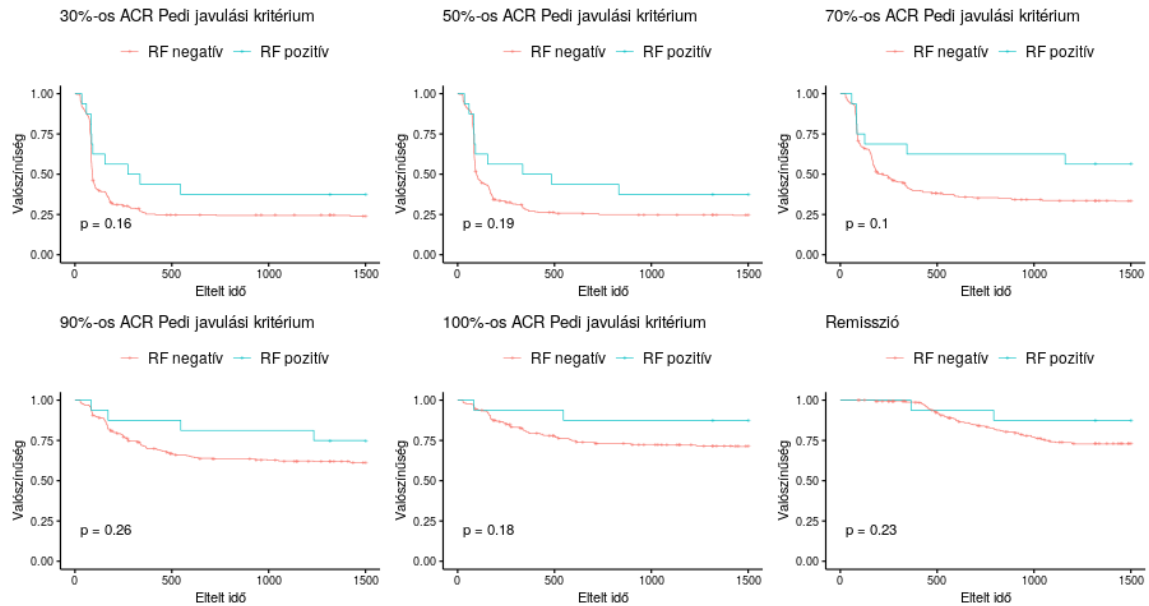 30%-os ACR Pedi javulási kritérium
RF negatív RF pozitív
Valószínűség
1.00
0.75
0.50
0.25
0.00
p = 0.16
0 500 1000 1500
Eltelt idő
50%-os ACR Pedi javulási kritérium
RF negatív RF pozitív
Valószínűség
1.00
0.75
0.50
0.25
0.00
p = 0.19
0 500 1000 1500
Eltelt idő
70%-os ACR Pedi javulási kritérium
RF negatív RF pozitív
Valószínűség
1.00
0.75
0.50
0.25
0.00
p = 0.1
0 500 1000 1500
Eltelt idő
90%-os ACR Pedi javulási kritérium
RF negatív RF pozitív
Valószínűség
1.00
0.75
0.50
0.25
0.00
p = 0.26
0 500 1000 1500
Eltelt idő
100%-os ACR Pedi javulási kritérium
RF negatív RF pozitív
Valószínűség
1.00
0.75
0.50
0.25
0.00
p = 0.18
0 500 1000 1500
Eltelt idő
Remisszió
RF negatív RF pozitív
Valószínűség
1.00
0.75
0.50
0.25
0.00
p = 0.23
0 500 1000 1500
Eltelt idő